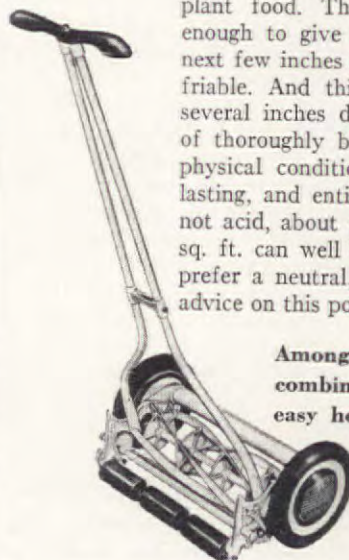 plant food. Th
enough to give
next few inches
friable. And thi
several inches d
of thoroughly b
physical conditio
lasting, and enti
not acid, about
sq. ft. can well
prefer a neutral
advice on this po
Among
combin
easy ho